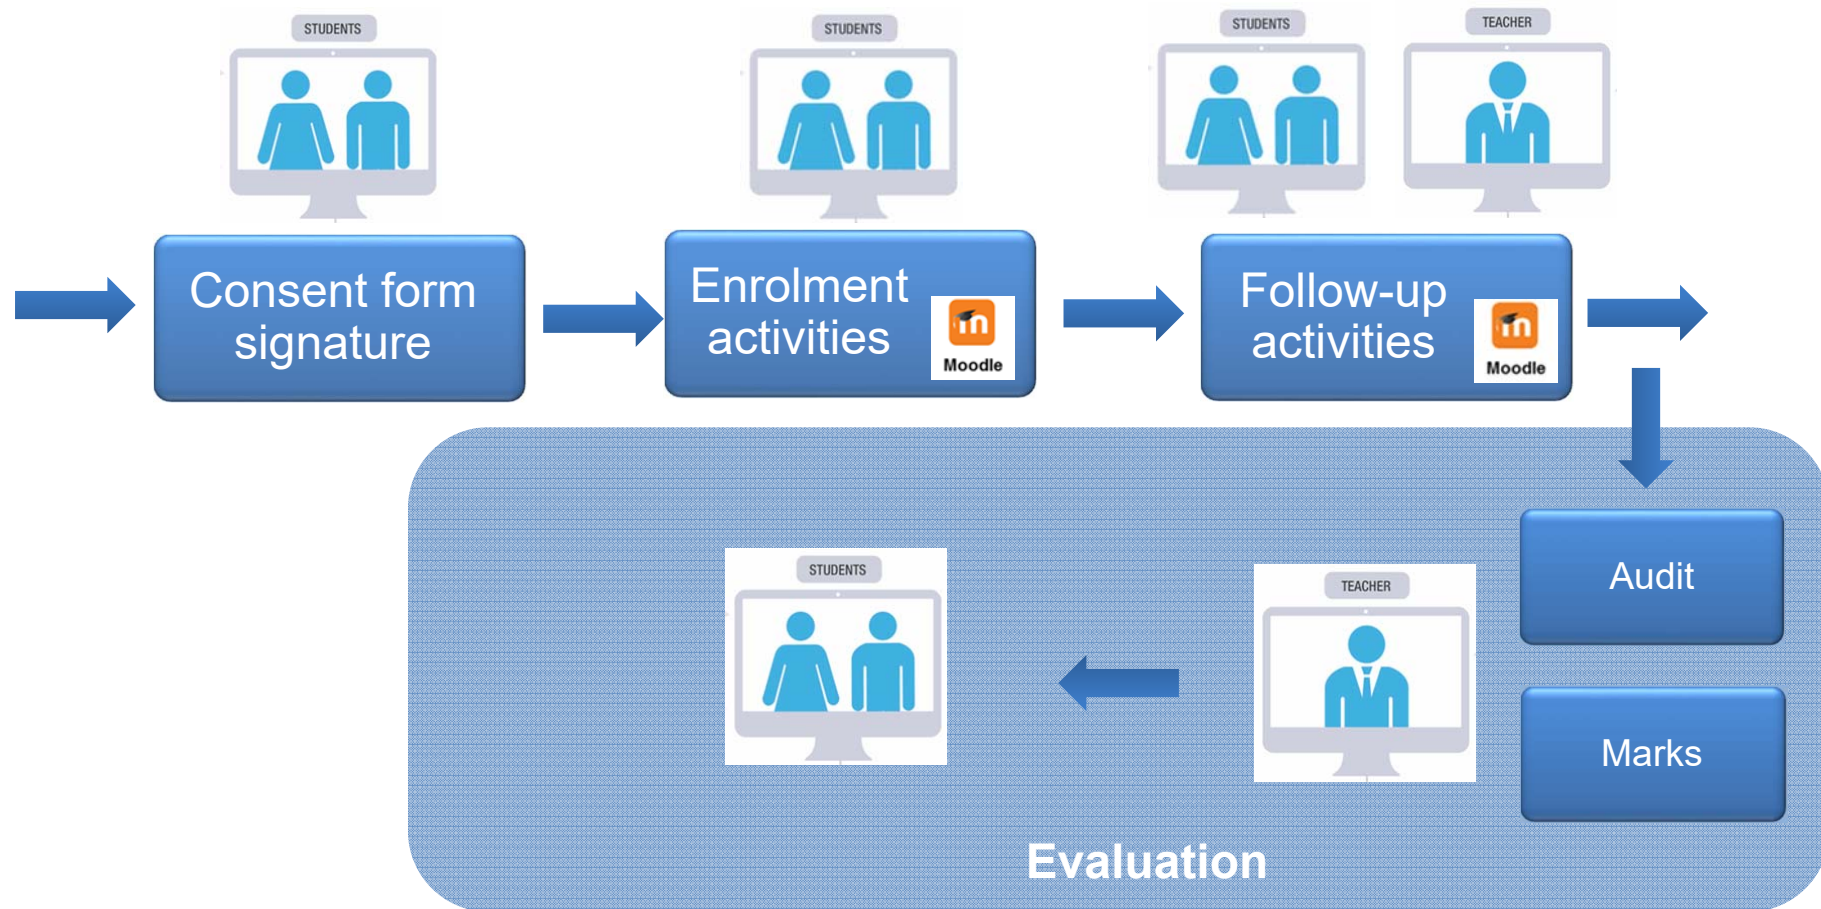 STUDENTS
STUDENTS
STUDENTS
TEACHER
Consent form
signature
Enrolment
activities
Moodle
Follow-up
activities
Moodle
STUDENTS
TEACHER
Audit
Marks
Evaluation